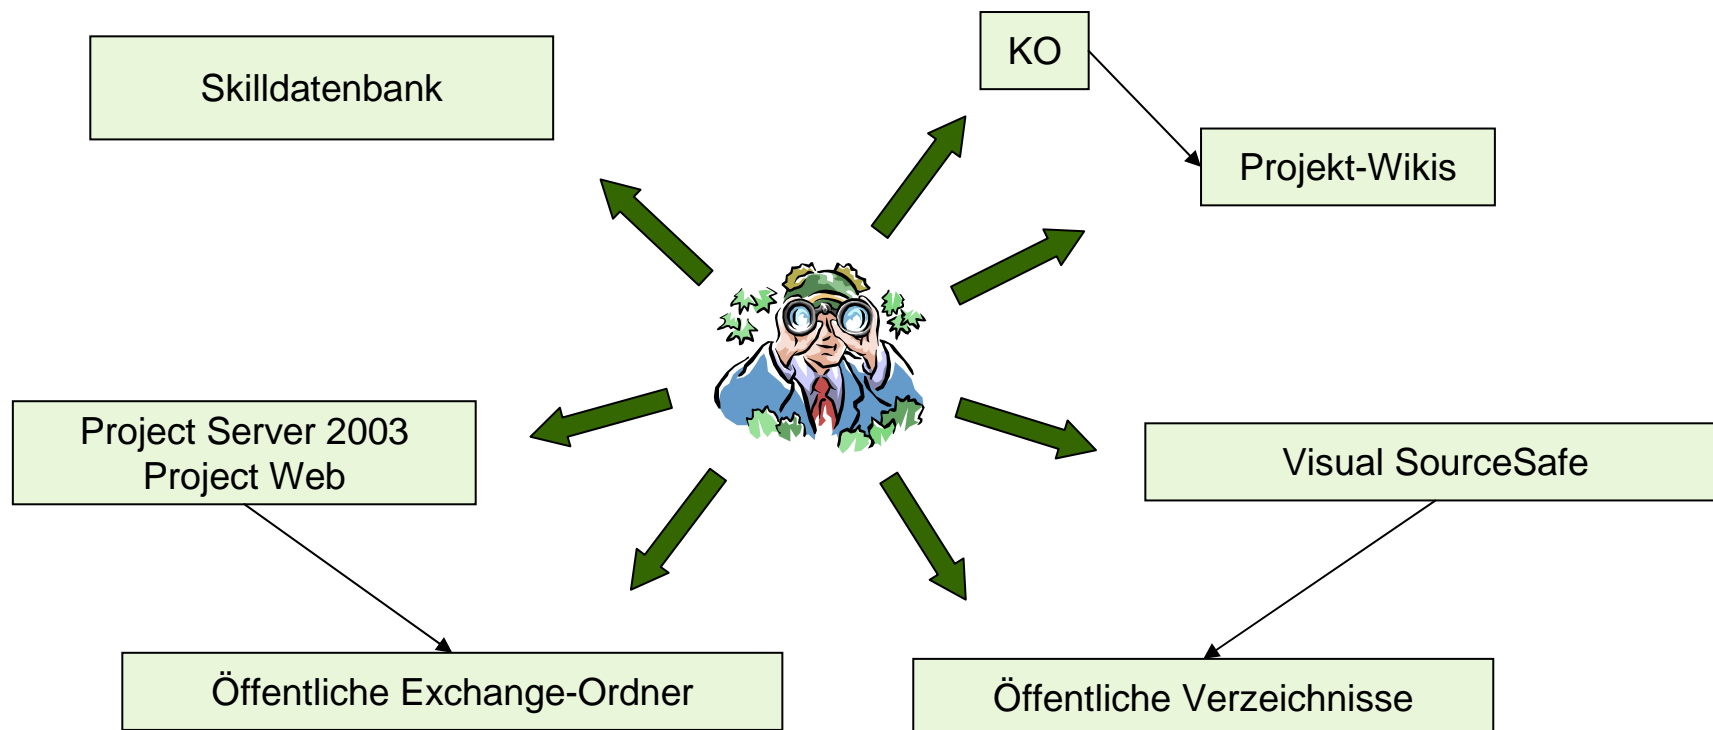 KO
Skilldatenbank
Projekt-Wikis
Project Server 2003
Project Web
Visual SourceSafe
Öffentliche Exchange-Ordner
Öffentliche Verzeichnisse